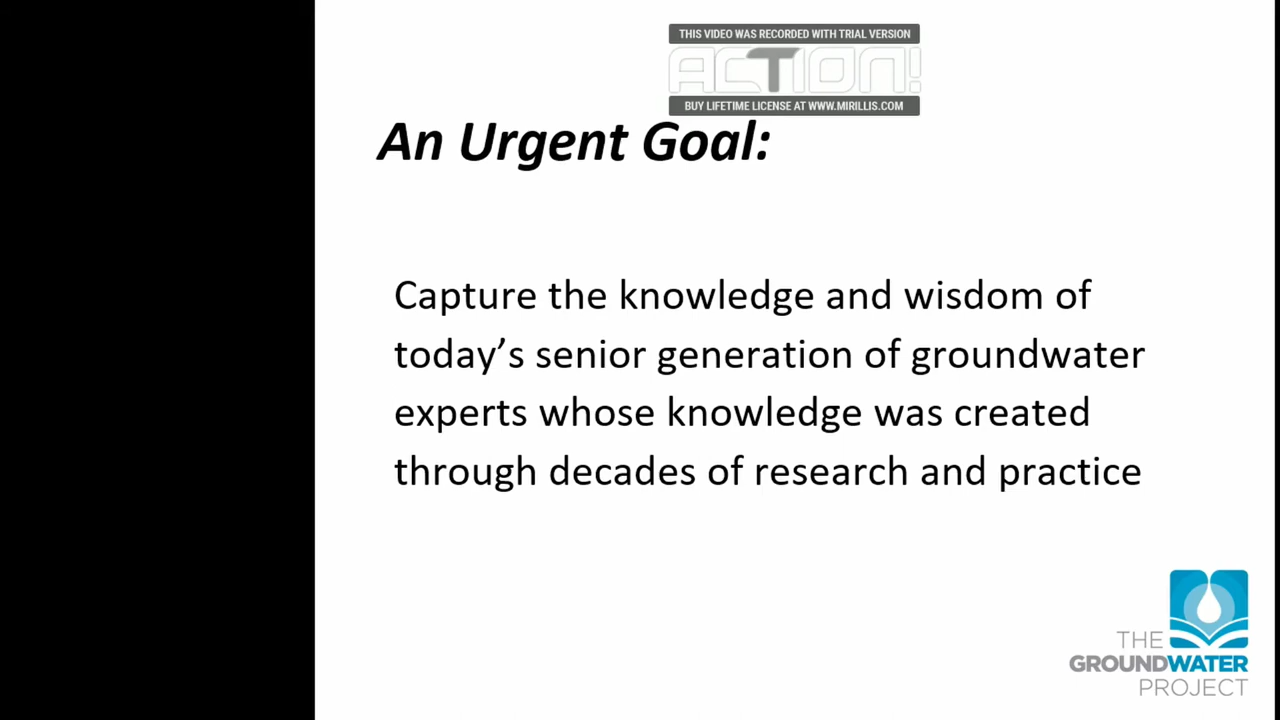 THIS VIDEO WAS RECORDED WITH TRIAL VERSION
ACTION!
BUY LIFETIME LICENSE AT WWW.MIRILLIS.COM
An Urgent Goal:
Capture the knowledge and wisdom of
today’s senior generation of groundwater
experts whose knowledge was created
through decades of research and practice
THE
GROUNDWATER
PROJECT